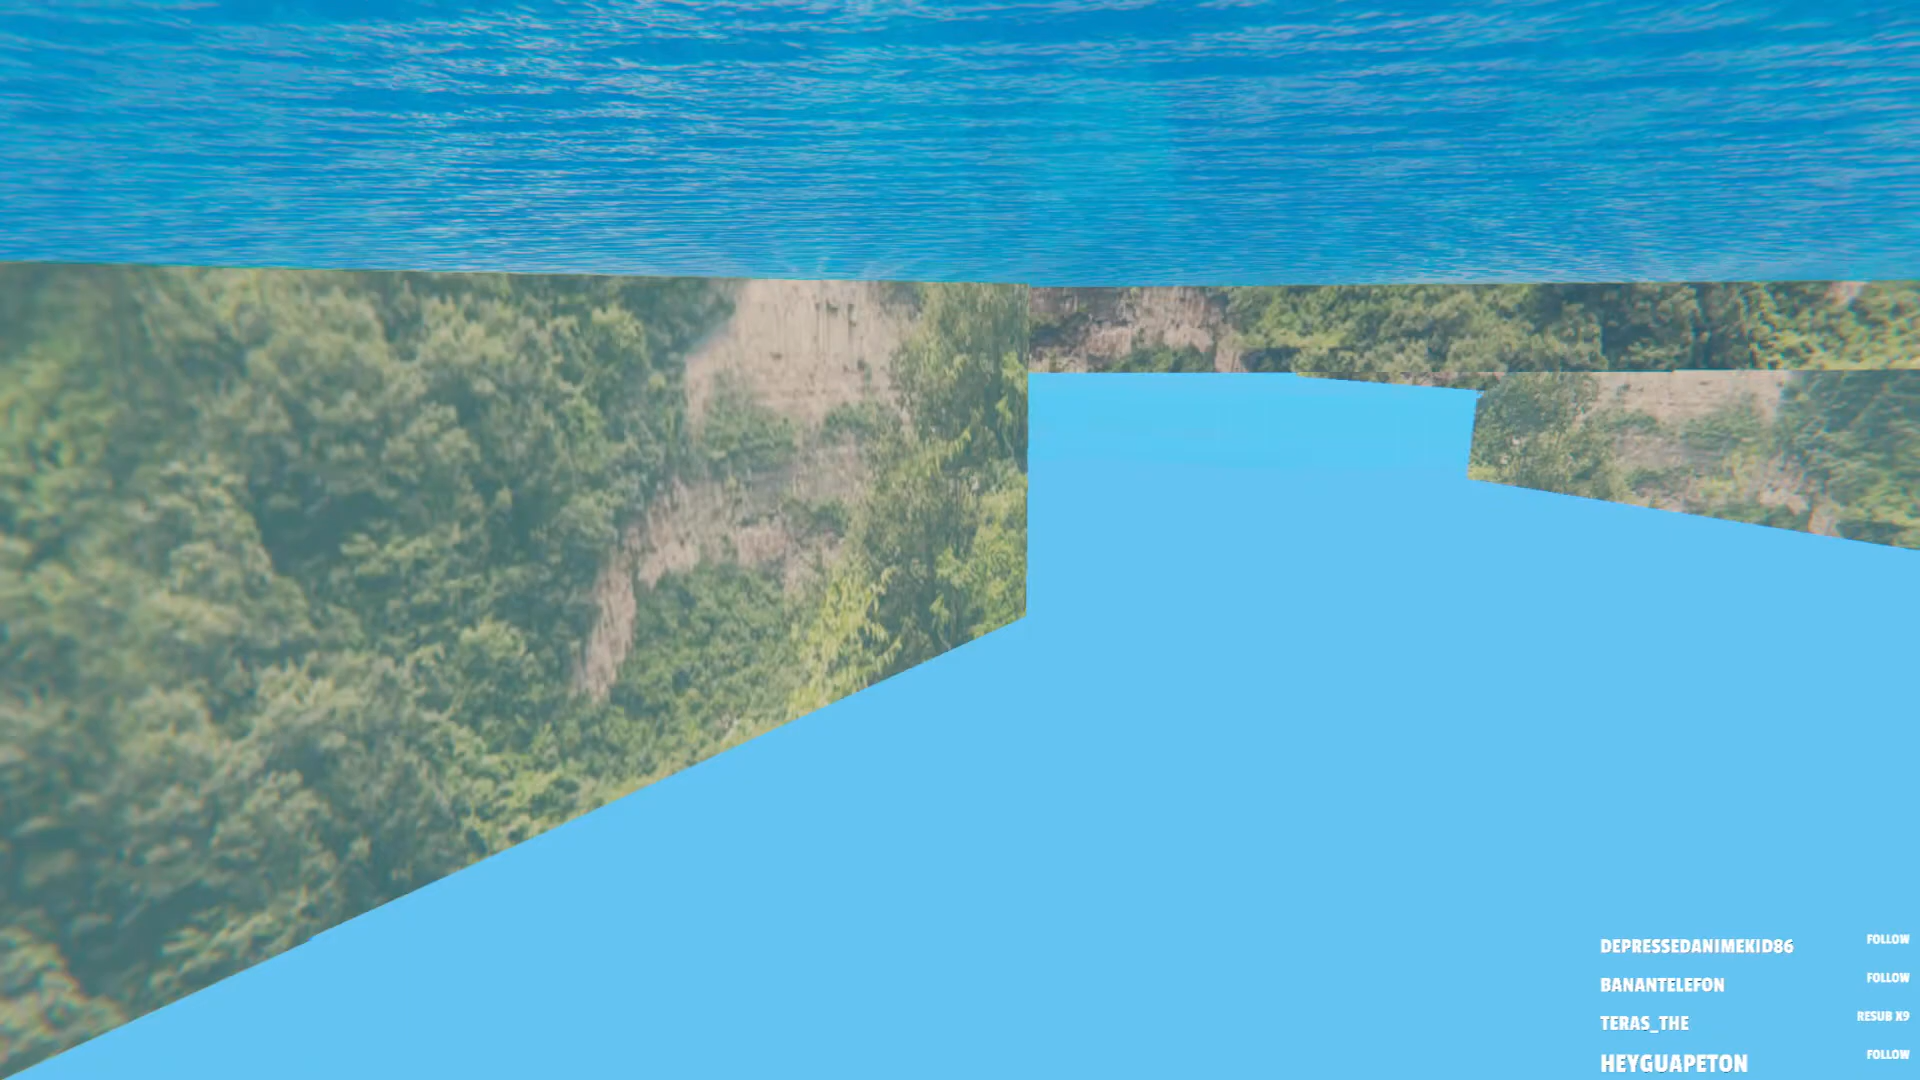 DEPRESSEDANIMEKID86 FOLLOW
BANANTELEFON FOLLOW
TERAS_THE RESUB X9
HEYGUAPETON FOLLOW